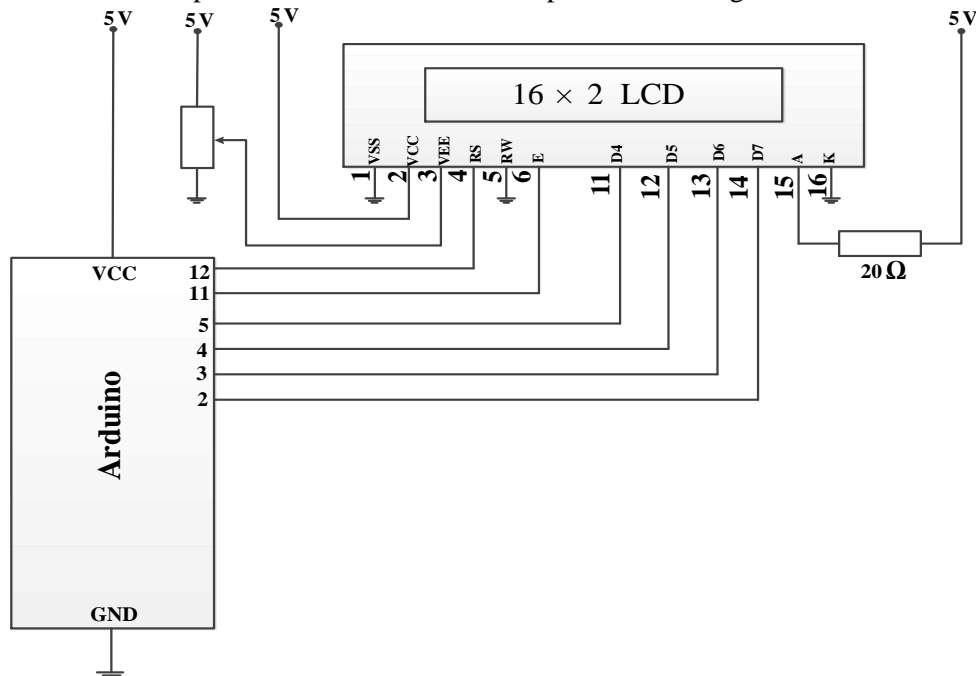 5V
5V
5V
5V
16 × 2 LCD
VSS
VCC
VEE
RS
RW
E
D4
D5
D6
D7
A
K
1
2
3
4
5
6
11
12
13
14
15
16
20 Ω
VCC
12
11
5
4
3
2
Arduino
GND